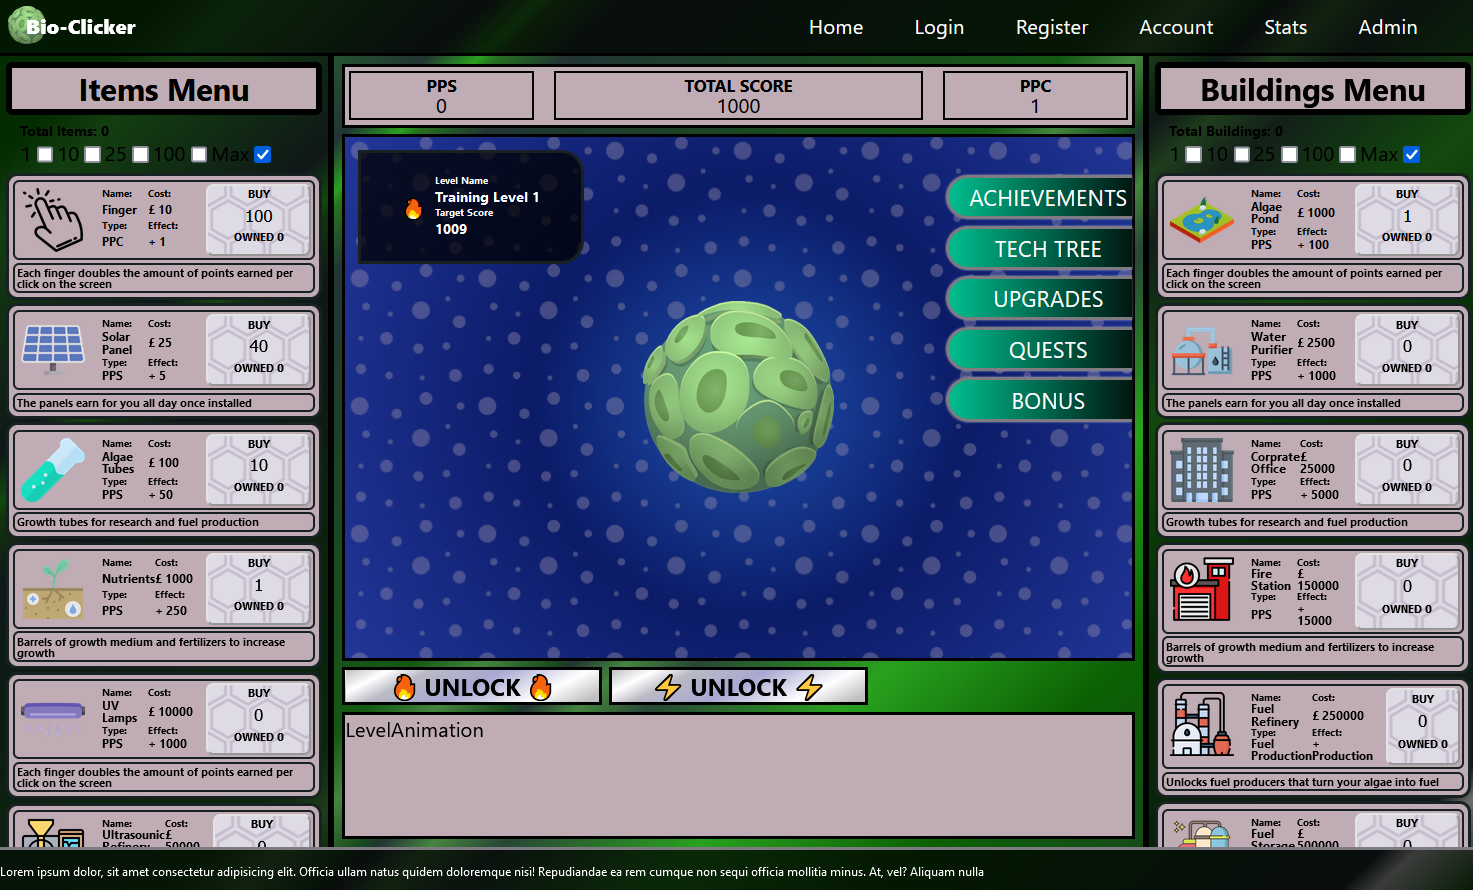 Bio-Clicker
Home Login Register Account Stats Admin
Items Menu
Total Items: 0
1 10 25 100 Max
Name: Cost: BUY
Finger £ 10 100
Type: Effect:
PPC + 1 OWNED 0
Each finger doubles the amount of points earned per
click on the screen
Name: Cost: BUY
Solar
Panel £ 25 40
Type: Effect:
PPS + 5 OWNED 0
The panels earn for you all day once installed
Name: Cost: BUY
Algae
Tubes £ 100 10
Type: Effect:
PPS + 50 OWNED 0
Growth tubes for research and fuel production
Name: Cost: BUY
Nutrients £ 1000 1
Type: Effect:
PPS + 250 OWNED 0
Barrels of growth medium and fertilizers to increase
growth
Name: Cost: BUY
UV
Lamps £ 10000 0
Type: Effect:
PPS + 1000 OWNED 0
Each finger doubles the amount of points earned per
click on the screen
Name: Cost: BUY
Ultrasounic £
Refinery 50000 0
PPS
0
TOTAL SCORE
1000
PPC
1
Level Name
Training Level 1
Target Score
1009
ACHIEVEMENTS
TECH TREE
UPGRADES
QUESTS
BONUS
UNLOCK
UNLOCK
LevelAnimation
Buildings Menu
Total Buildings: 0
1 10 25 100 Max
Name: Cost: BUY
Algae
Pond £ 1000 1
Type: Effect:
PPS + 100 OWNED 0
Each finger doubles the amount of points earned per
click on the screen
Name: Cost: BUY
Water
Purifier £ 2500 0
Type: Effect:
PPS + 1000 OWNED 0
The panels earn for you all day once installed
Name: Cost: BUY
Corprate £
Office 25000 0
Type: Effect:
PPS + 5000 OWNED 0
Growth tubes for research and fuel production
Name: Cost: BUY
Fire £
Station 150000 0
Type: Effect:
PPS + 15000 OWNED 0
Barrels of growth medium and fertilizers to increase
growth
Name: Cost: BUY
Fuel
Refinery £ 250000 0
Type: Effect:
Fuel + OWNED 0
Production Production
Unlocks fuel producers that turn your algae into fuel
Name: Cost: BUY
Fuel £
Storage 500000 0
Lorem ipsum dolor, sit amet consectetur adipisicing elit. Officia ullam natus quidem doloremque nisi! Repudiandae ea rem cumque non sequi officia mollitia minus. At, vel? Aliquam nulla